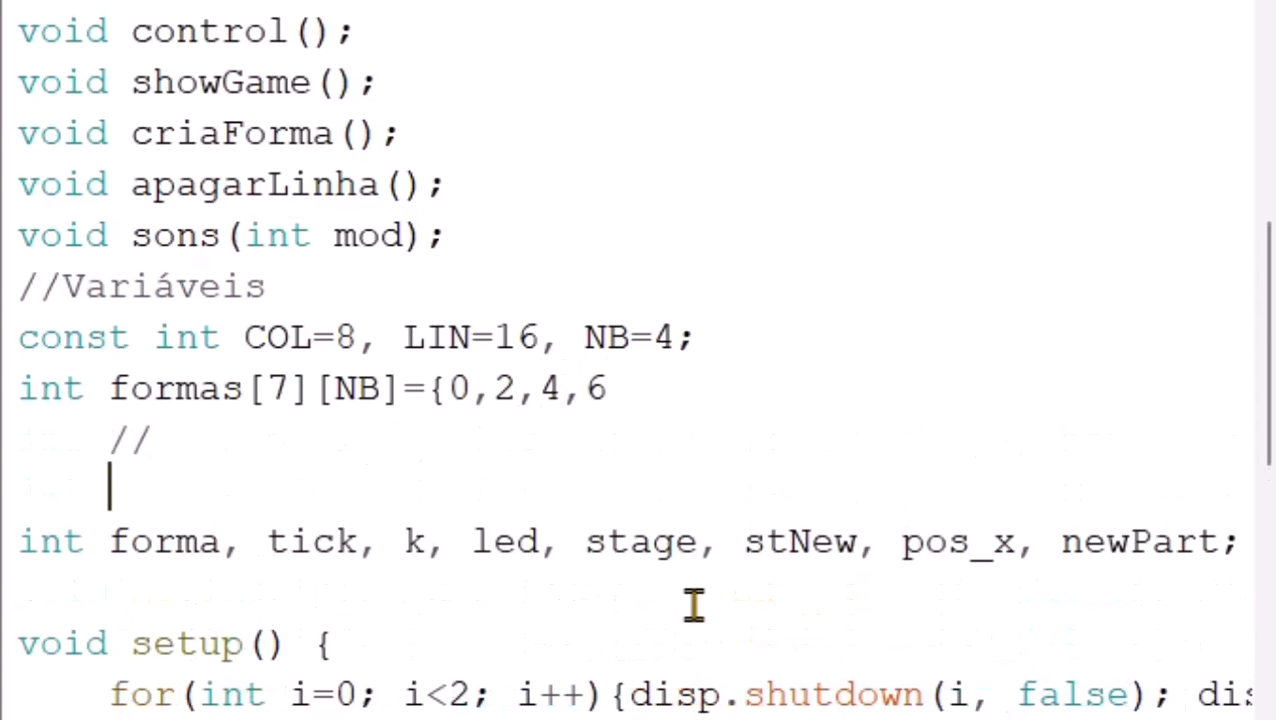 void control();
void showGame();
void criaForma();
void apagarLinha();
void sons(int mod);
//Variáveis
const int COL=8, LIN=16, NB=4;
int formas[7][NB]={0,2,4,6
//
int forma, tick, k, led, stage, stNew, pos_x, newPart;
void setup() {
for(int i=0; i<2; i++){disp.shutdown(i, false); dis